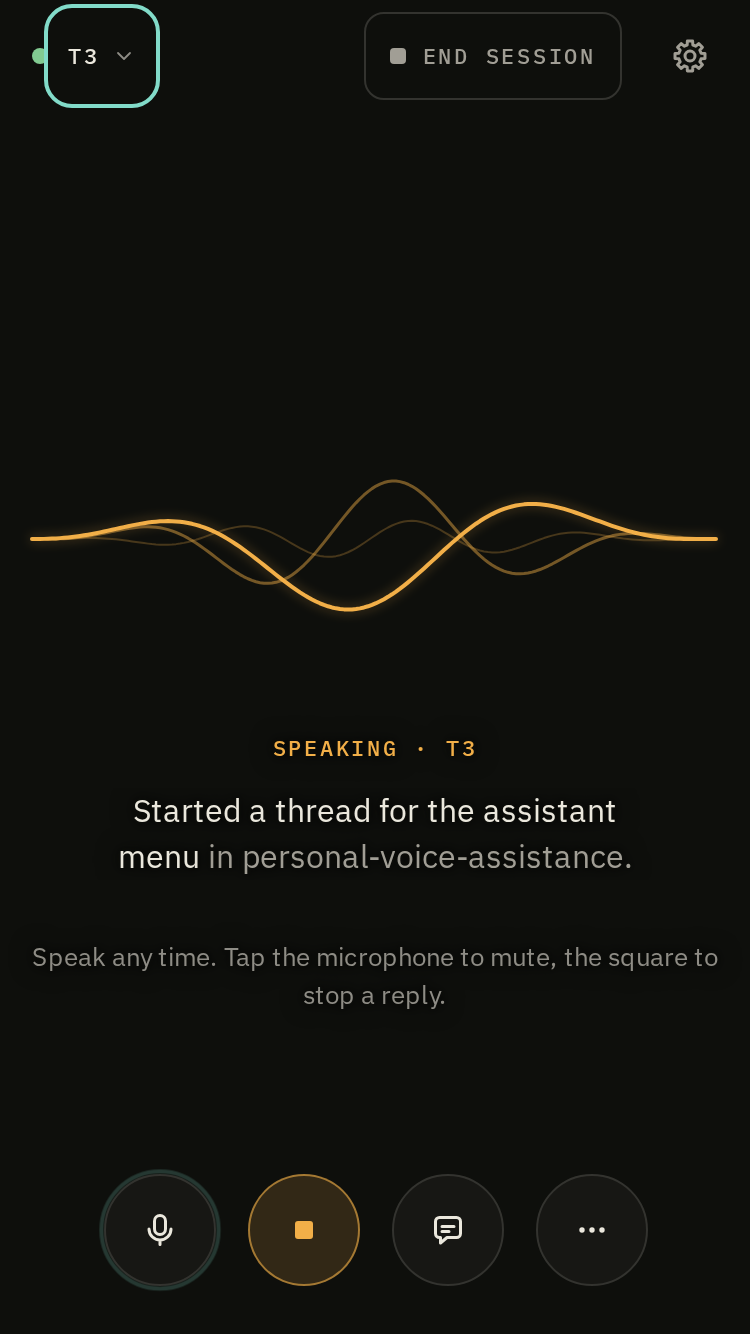 T3
END SESSION
SPEAKING · T3
Started a thread for the assistant
menu in personal-voice-assistance.
Speak any time. Tap the microphone to mute, the square to
stop a reply.